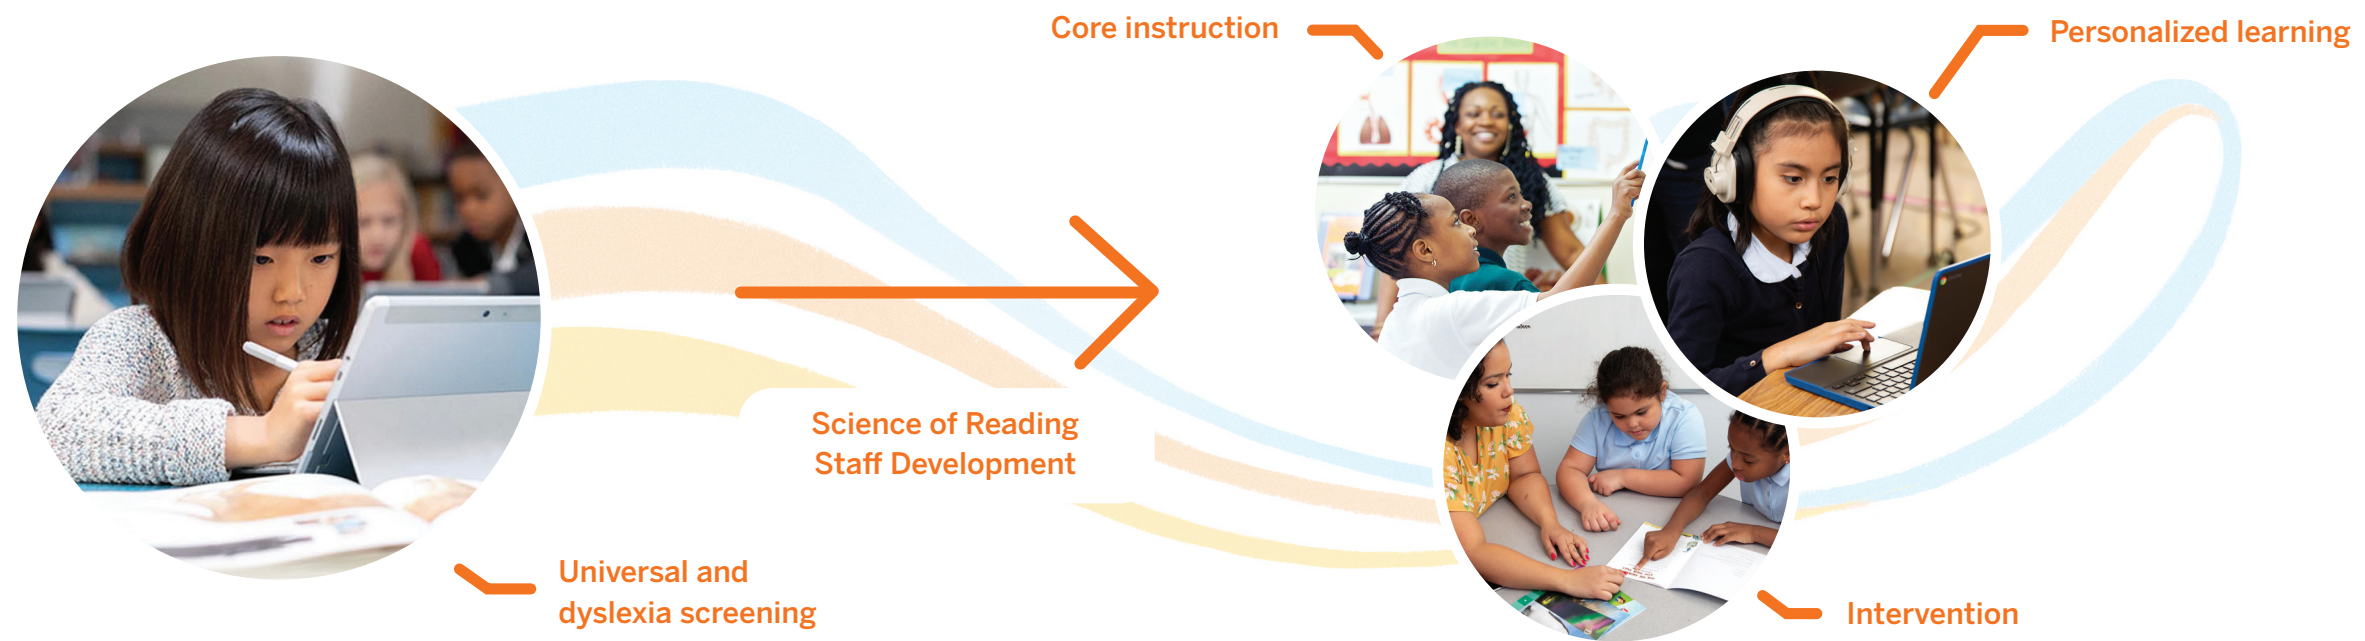 Core instruction
Personalized learning
Science of Reading
Staff Development
Universal and
dyslexia screening
Intervention